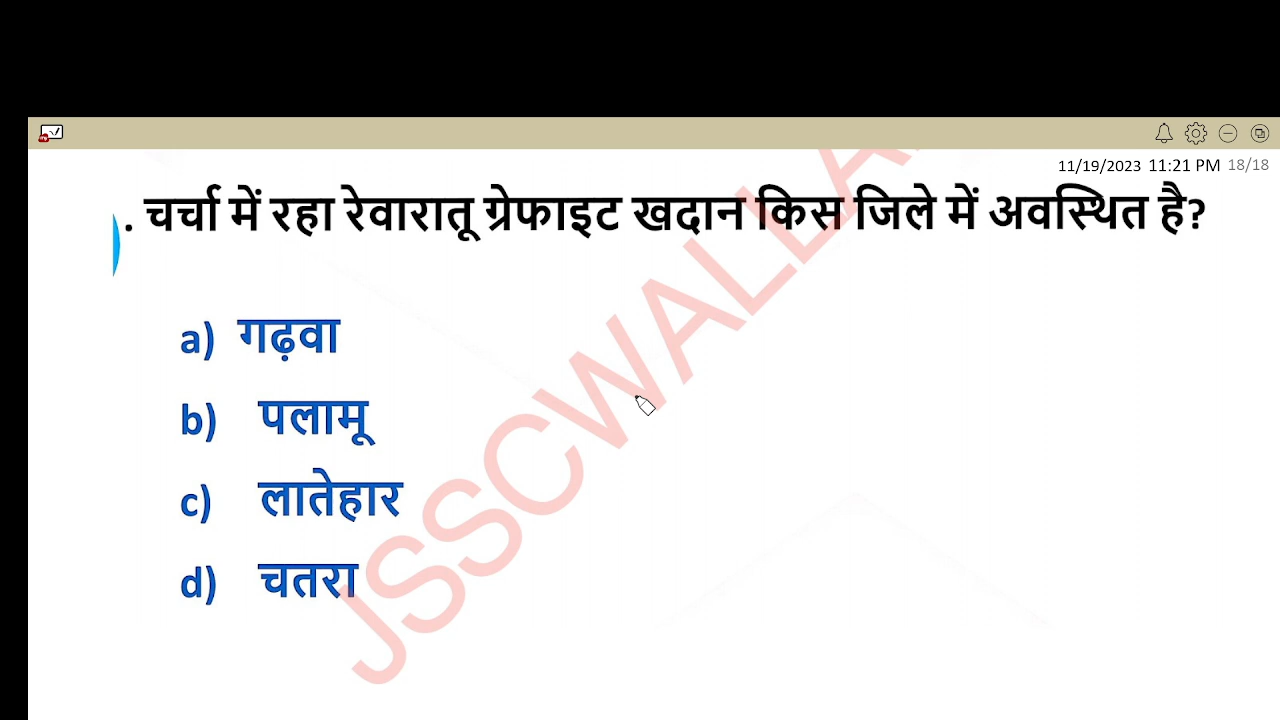 11/19/2023 11:21 PM 18/18
. चर्चा में रहा रेवारातू ग्रेफाइट खदान किस जिले में अवस्थित है?
a) गढ़वा
b) पलामू
c) लातेहार
d) चतरा
JSSCWALLA